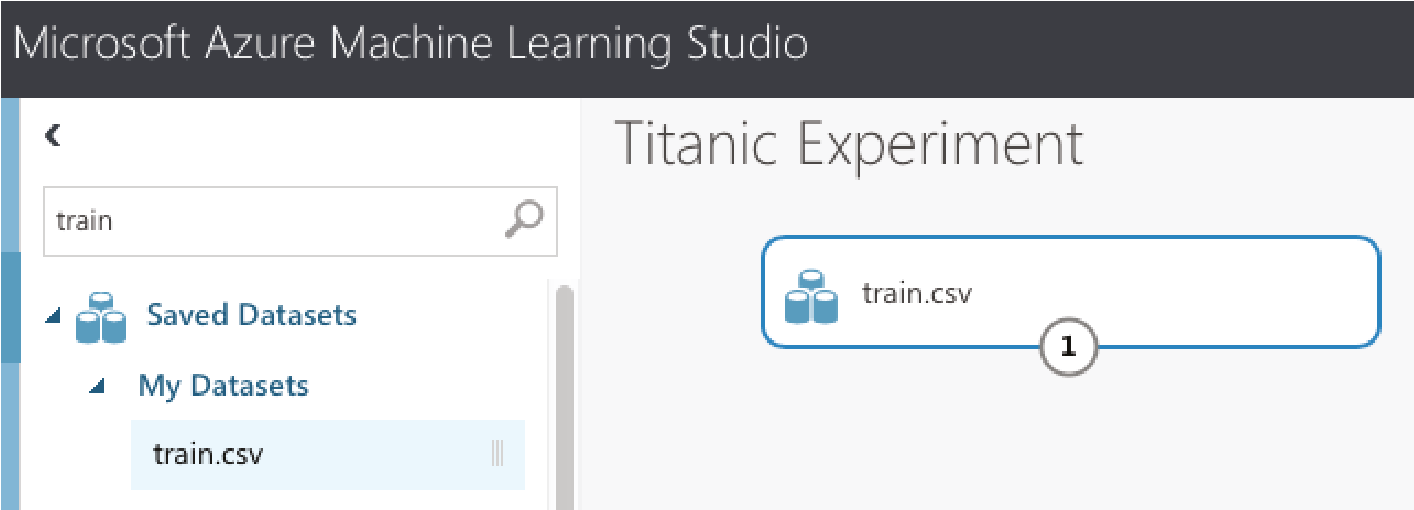 Microsoft Azure Machine Learning Studio
train
Saved Datasets
My Datasets
train.csv
Titanic Experiment
train.csv
1